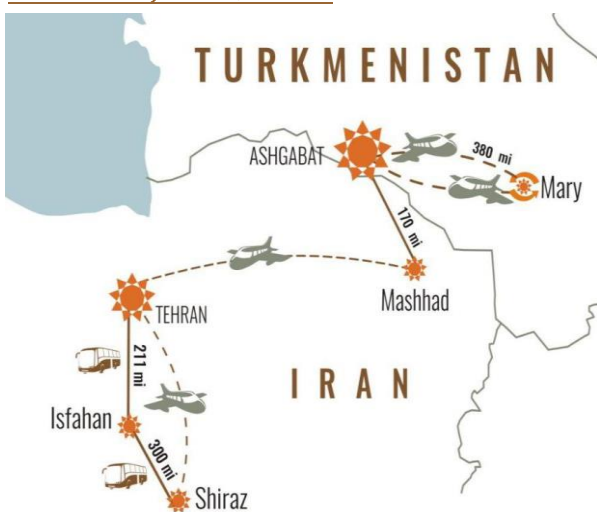 TURKMENISTAN
ASHGABAT
380 mi
Mary
170 mi
Mashhad
TEHRAN
211 mi
IRAN
Isfahan
300 mi
Shiraz